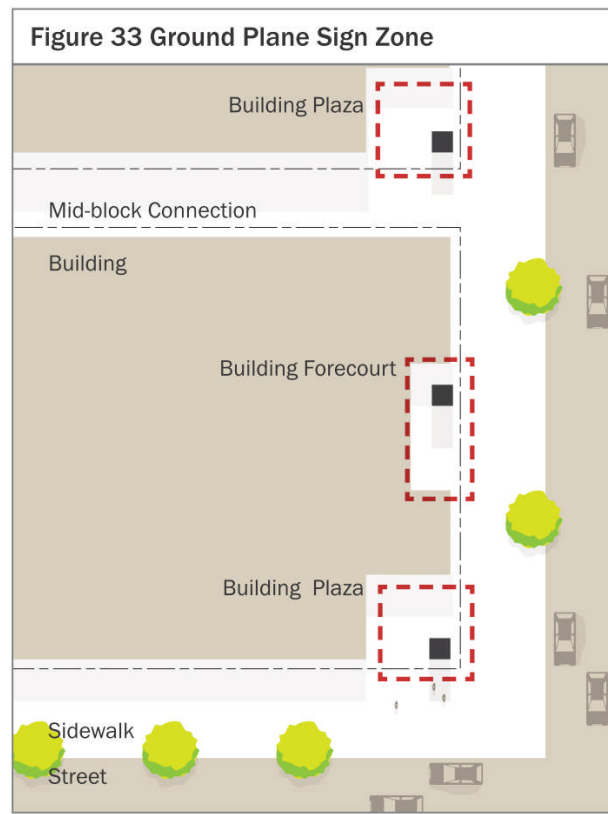 Figure 33 Ground Plane Sign Zone
Building Plaza
Mid-block Connection
Building
Building Forecourt
Building Plaza
Sidewalk
Street